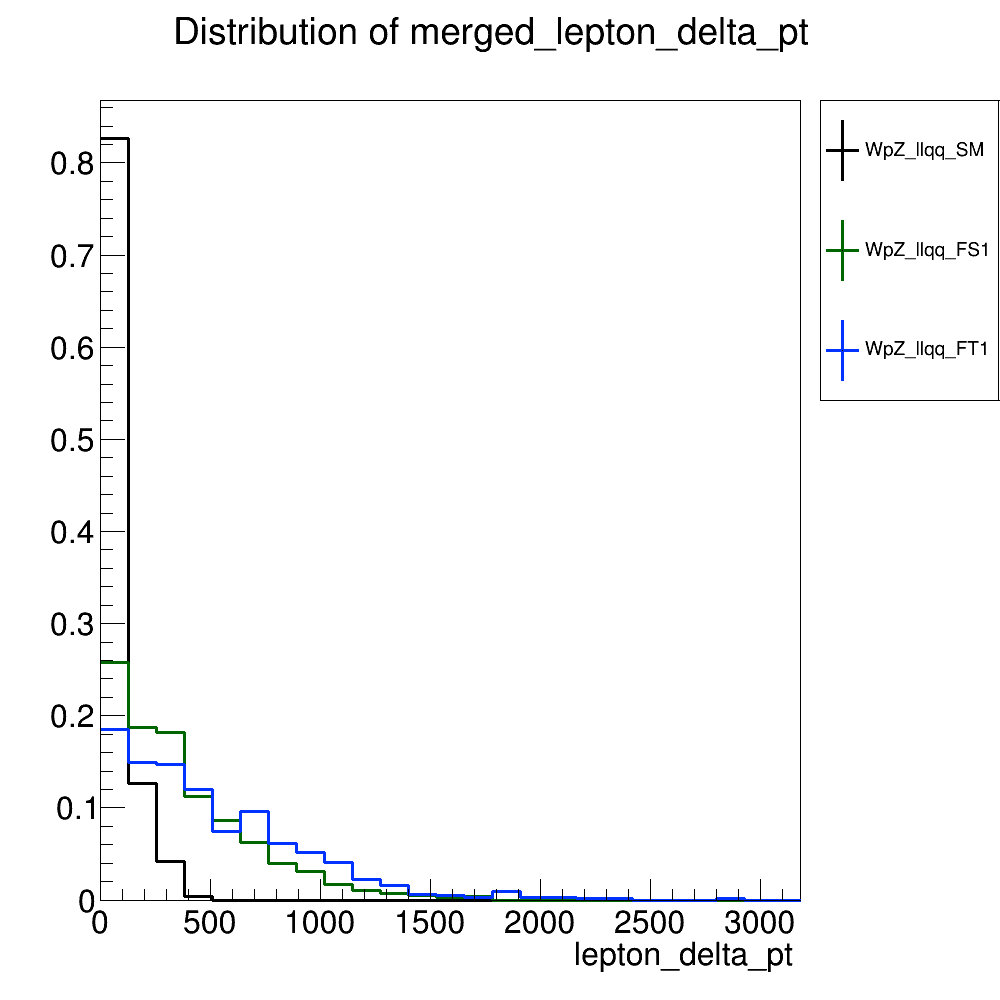 Distribution of merged_lepton_delta_pt
WpZ_llqq_SM
WpZ_llqq_FS1
WpZ_llqq_FT1
0.8
0.7
0.6
0.5
0.4
0.3
0.2
0.1
0
0 500 1000 1500 2000 2500 3000
lepton_delta_pt